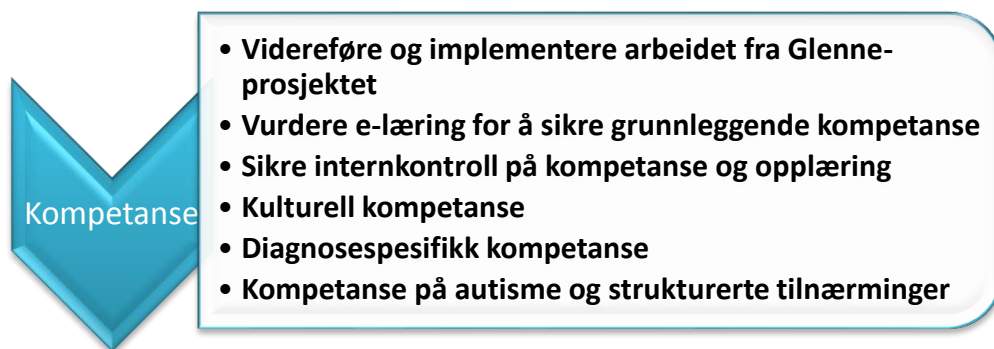 Kompetanse
• Videreføre og implementere arbeidet fra Glenne-
prosjektet
• Vurdere e-læring for å sikre grunnleggende kompetanse
• Sikre internkontroll på kompetanse og opplæring
• Kulturell kompetanse
• Diagnosespesifikk kompetanse
• Kompetanse på autisme og strukturerte tilnærminger